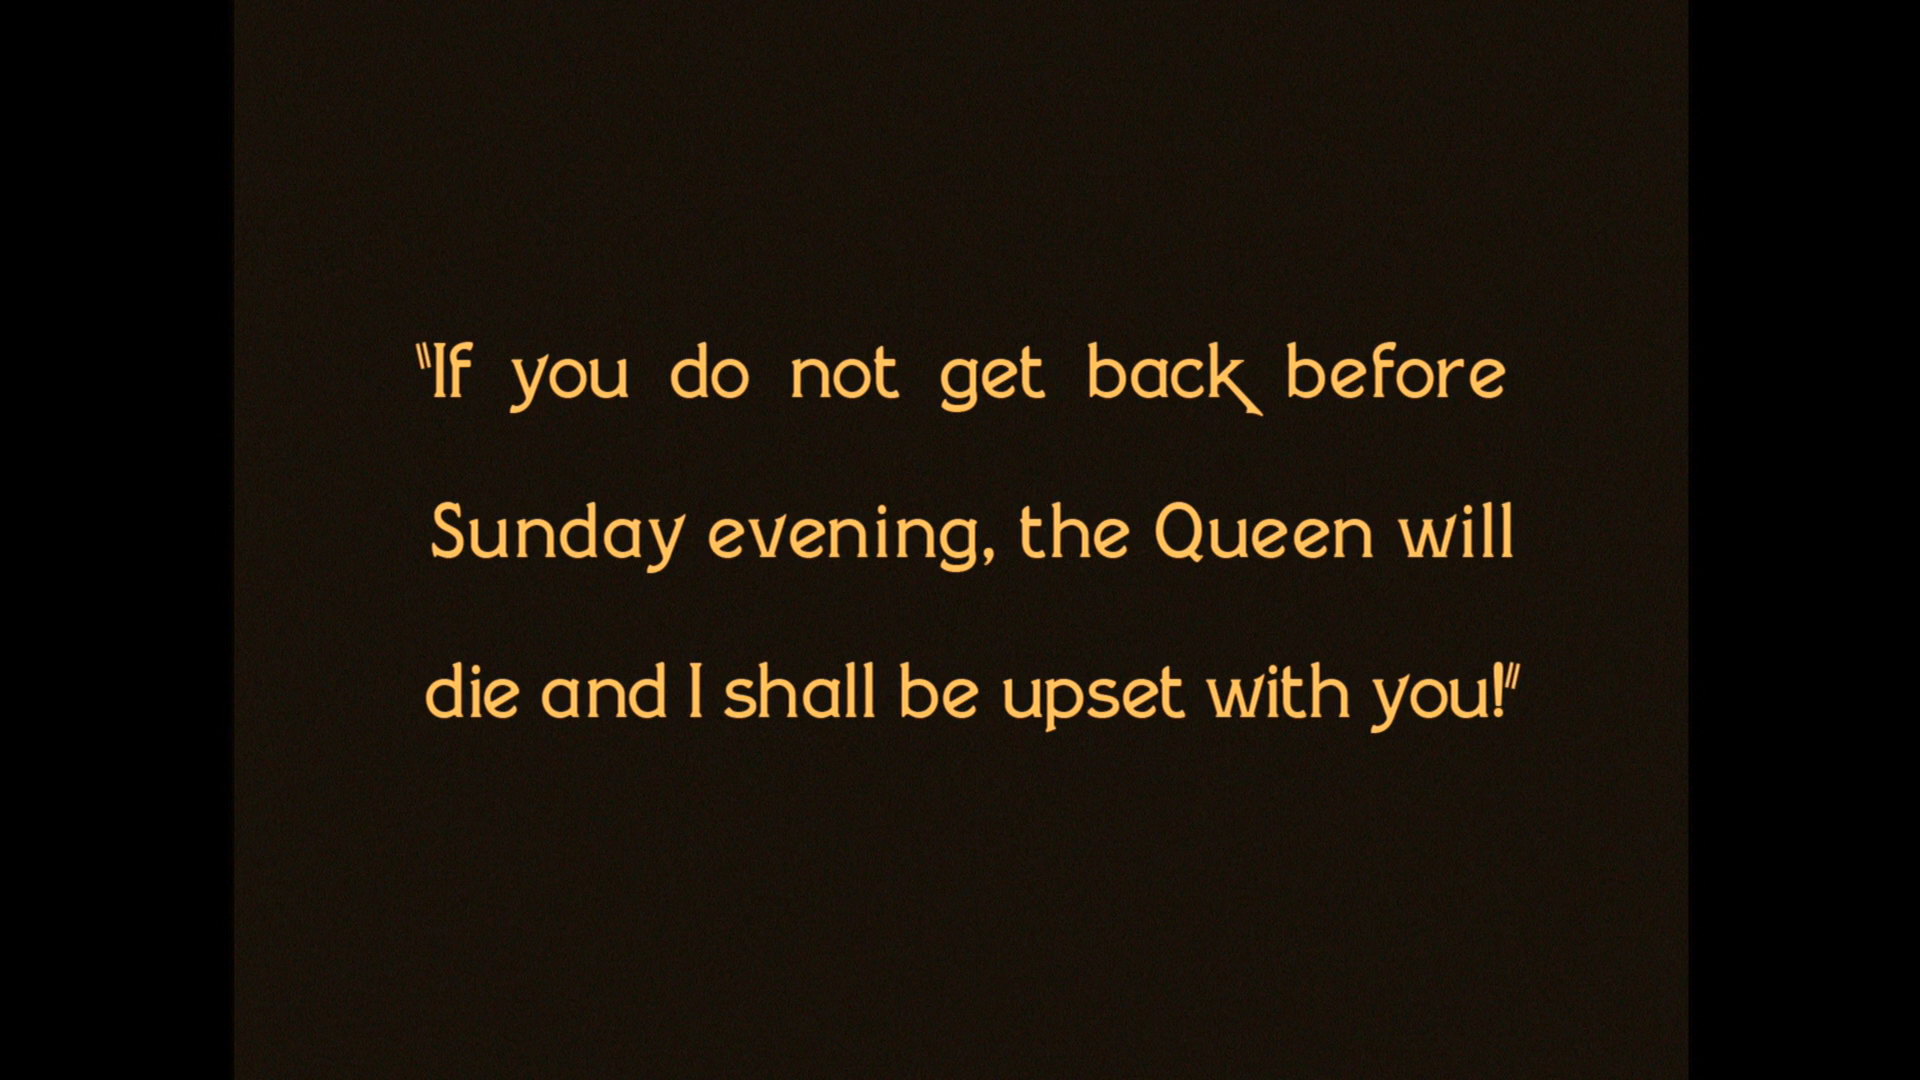 "If you do not get back before
Sunday evening, the Queen will
die and I shall be upset with you!"